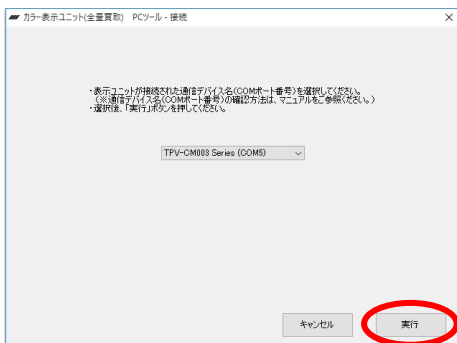 カラー表示ユニット(全量買取) PCツール - 接続
・表示ユニットが接続された通信デバイス名(COMポート番号)を選択してください。
(※通信デバイス名(COMポート番号)の確認方法は、マニュアルをご参照ください。)
・選択後、「実行」ボタンを押してください。
TPV-CM003 Series (COM5)
キャンセル
実行